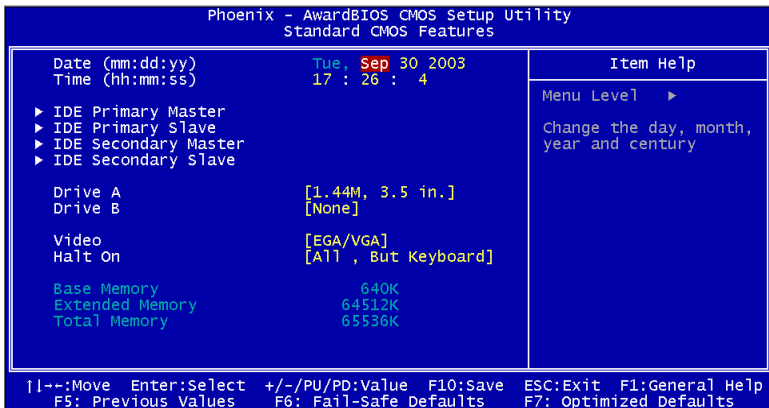 Phoenix - AwardBIOS CMOS Setup Utility
Standard CMOS Features
Date (mm:dd:yy) Tue, Sep 30 2003
Time (hh:mm:ss) 17 : 26 : 4
▶ IDE Primary Master
▶ IDE Primary Slave
▶ IDE Secondary Master
▶ IDE Secondary Slave
Drive A [1.44M, 3.5 in.]
Drive B [None]
Video [EGA/VGA]
Halt On [All , But Keyboard]
Base Memory 640K
Extended Memory 64512K
Total Memory 65536K
Item Help
Menu Level ▶
Change the day, month,
year and century
↑↓→←:Move Enter:Select +/-/PU/PD:Value F10:Save ESC:Exit F1:General Help
F5: Previous Values F6: Fail-Safe Defaults F7: Optimized Defaults